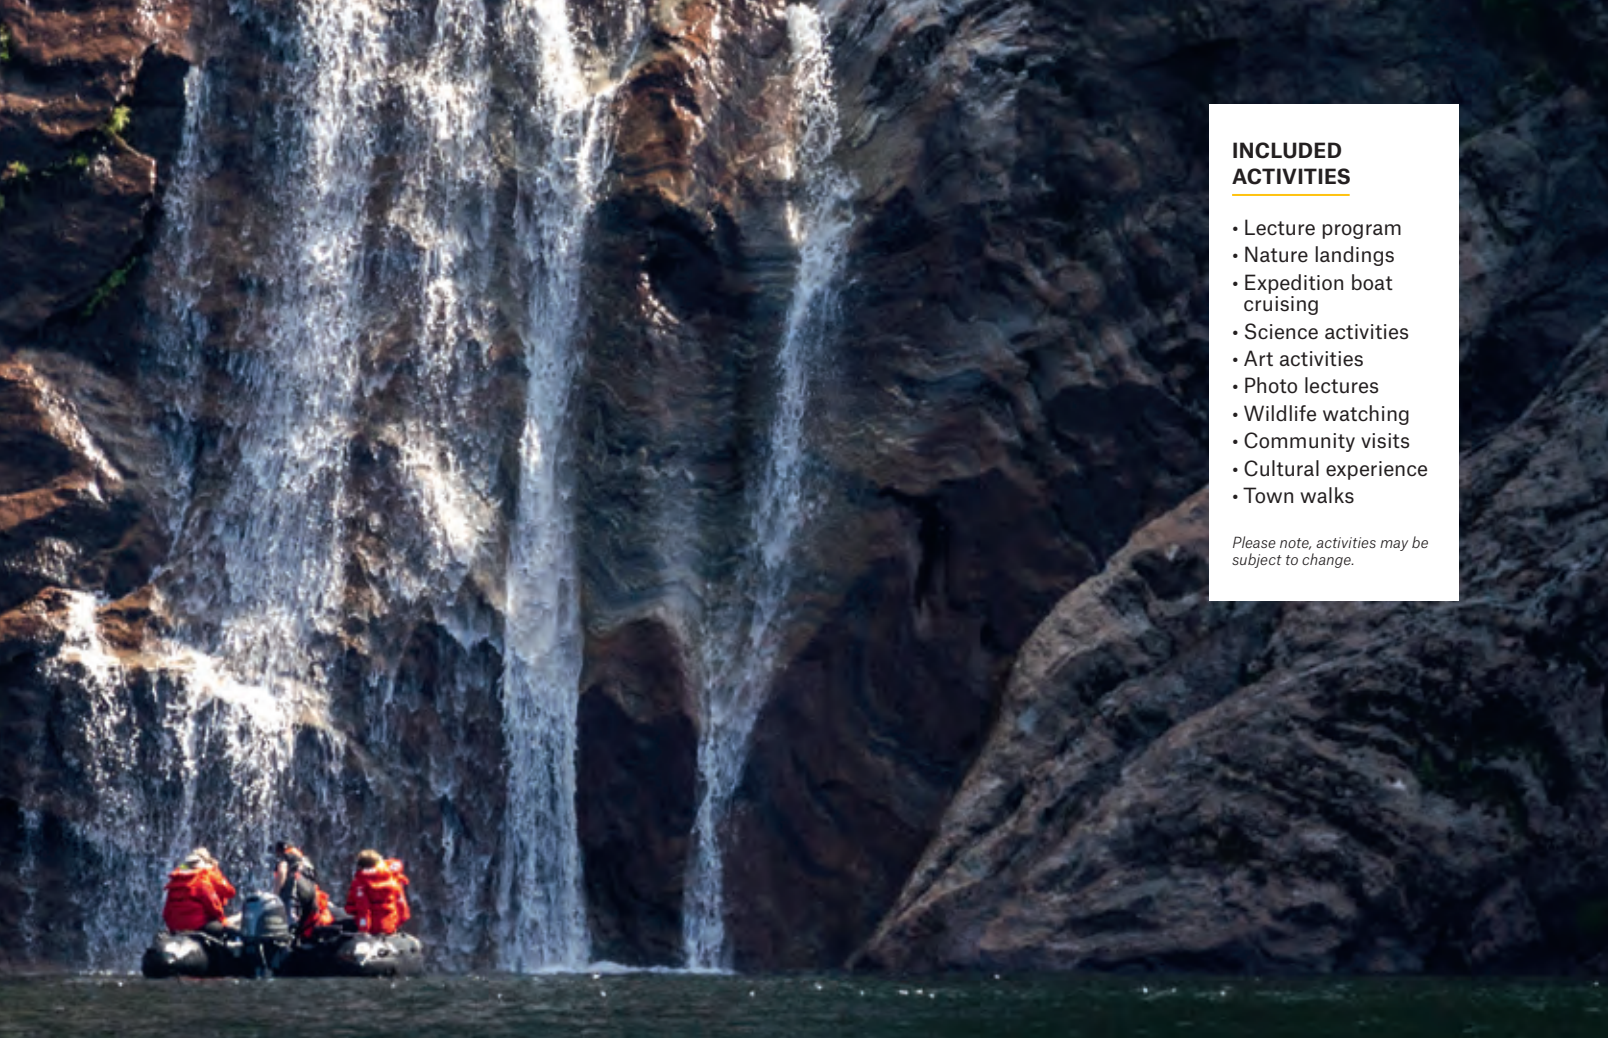 INCLUDED
ACTIVITIES
• Lecture program
• Nature landings
• Expedition boat
cruising
• Science activities
• Art activities
• Photo lectures
• Wildlife watching
• Community visits
• Cultural experience
• Town walks
Please note, activities may be
subject to change.